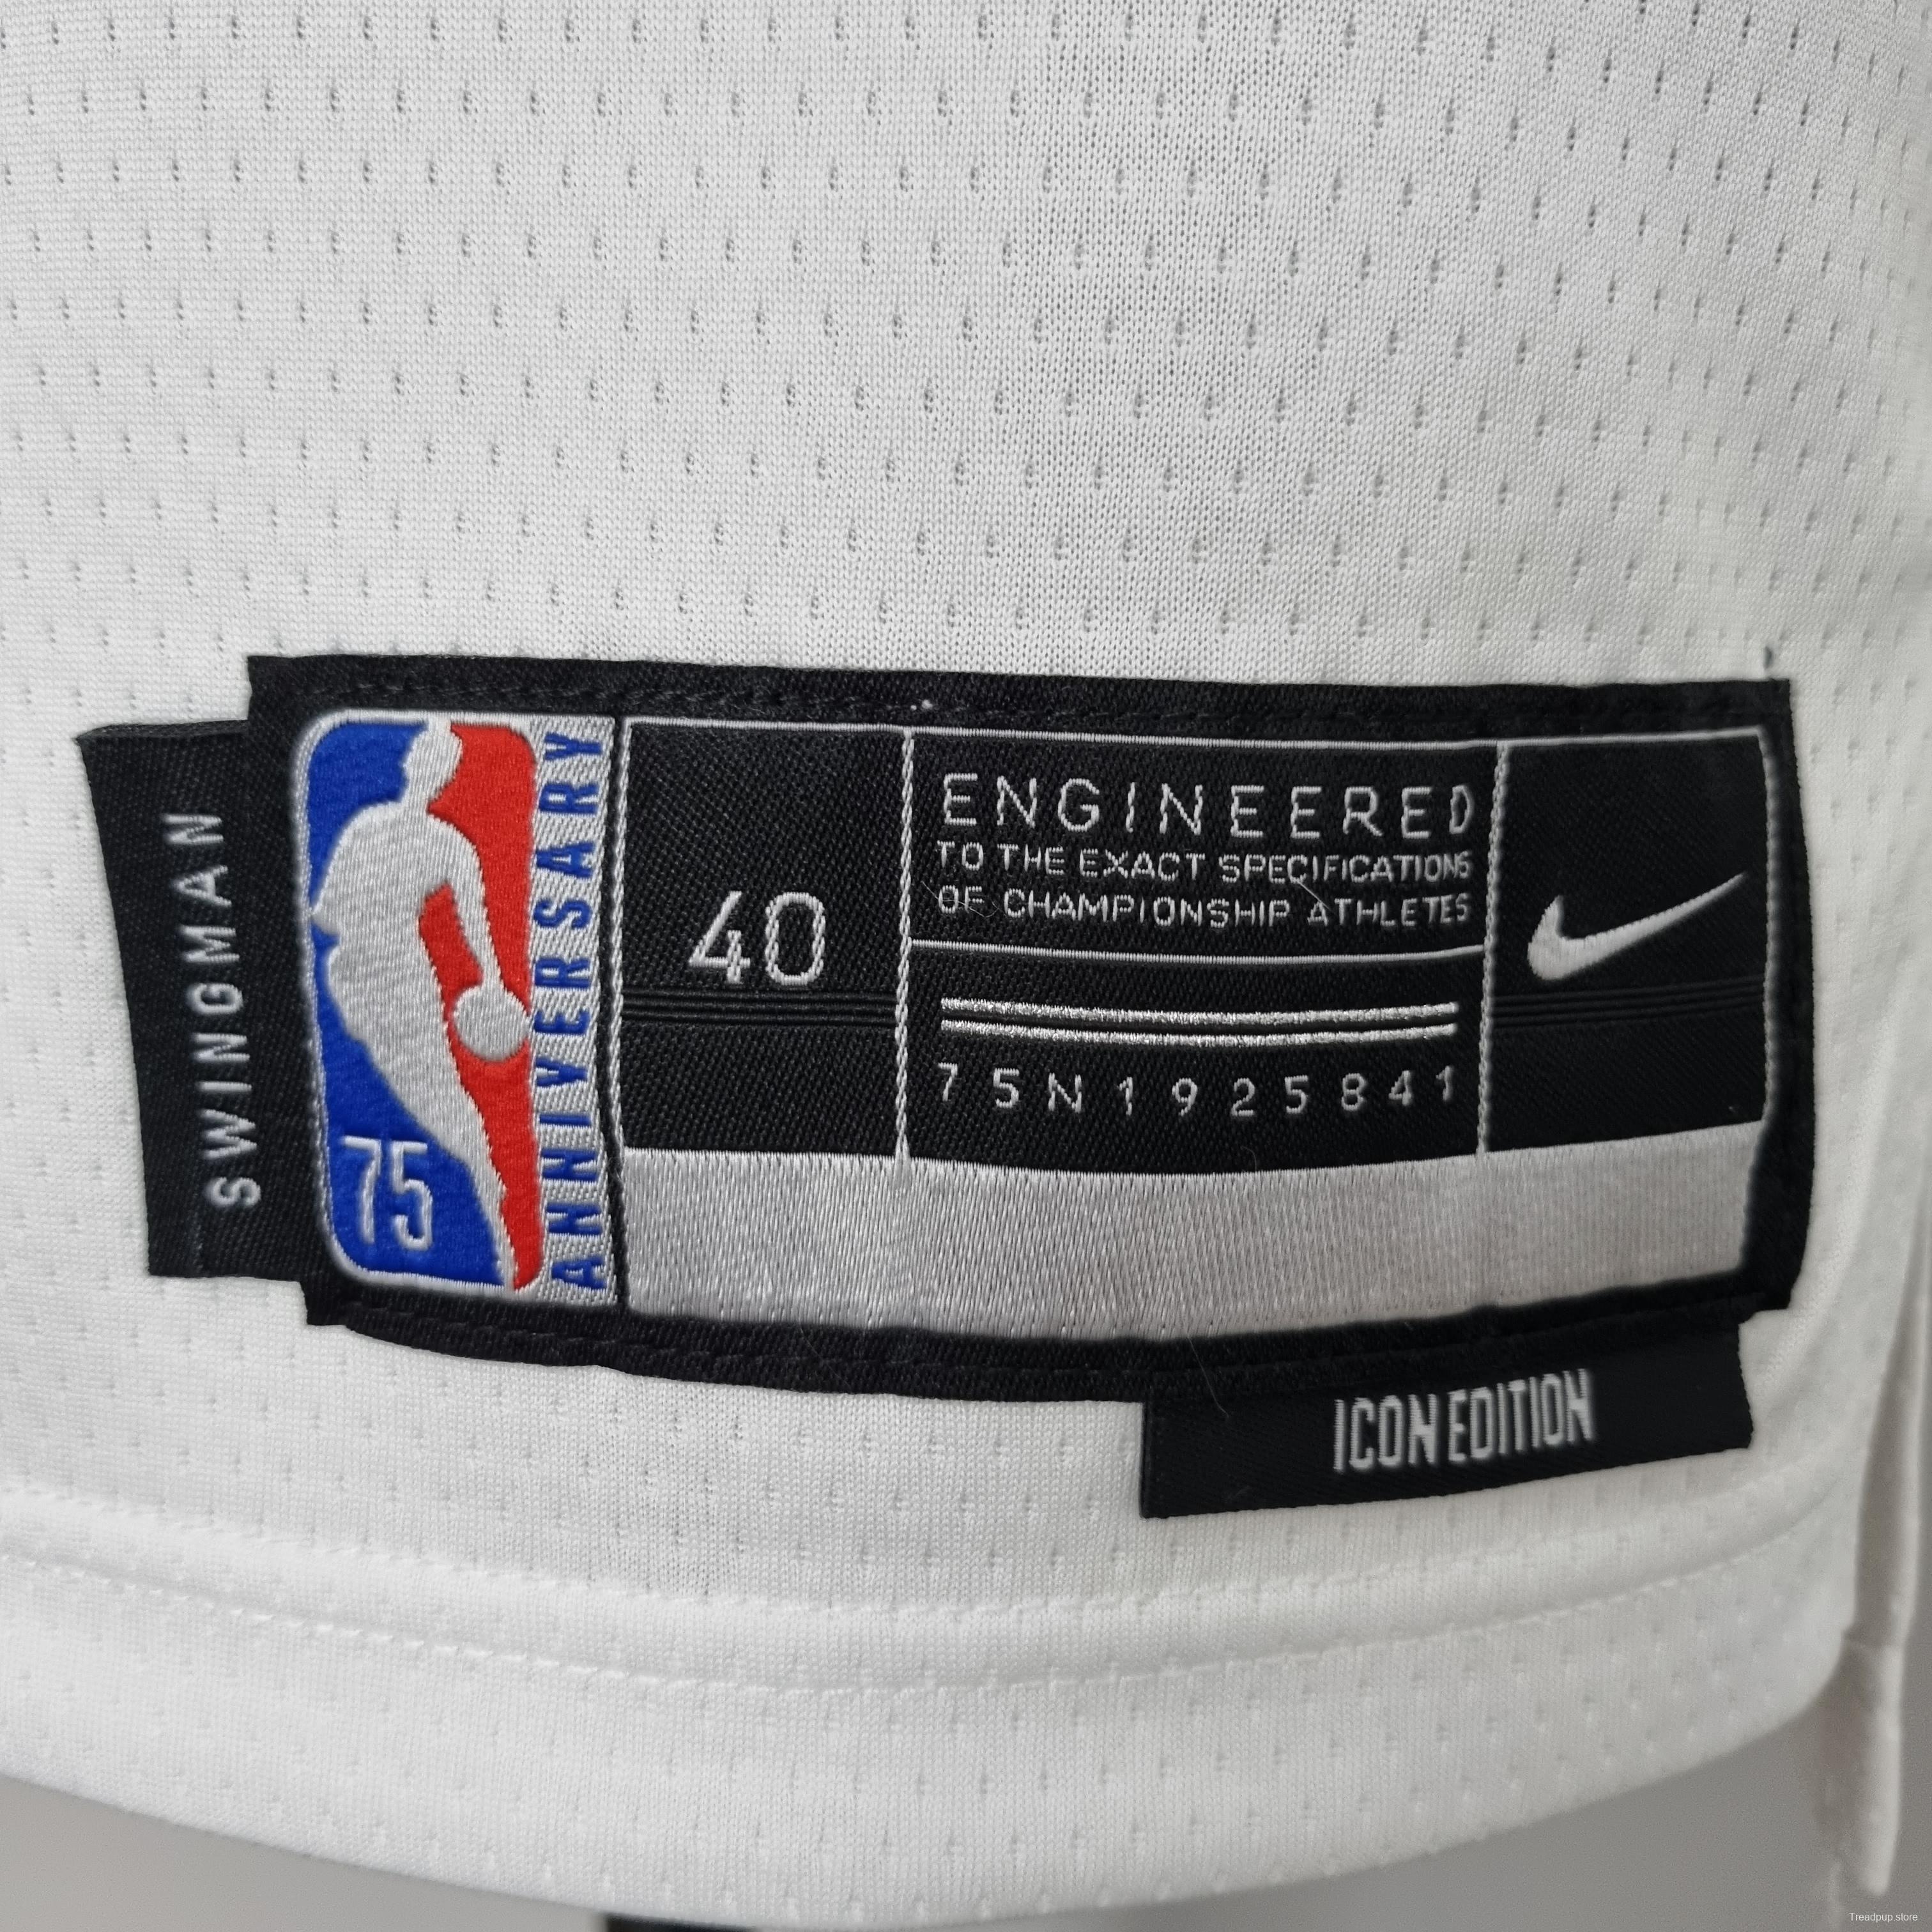 SWINGMAN
75
ANNIVERSARY
40
ENGINEERED
TO THE EXACT SPECIFICATIONS
OF CHAMPIONSHIP ATHLETES
75N1925841
ICON EDITION
Treadpup.store